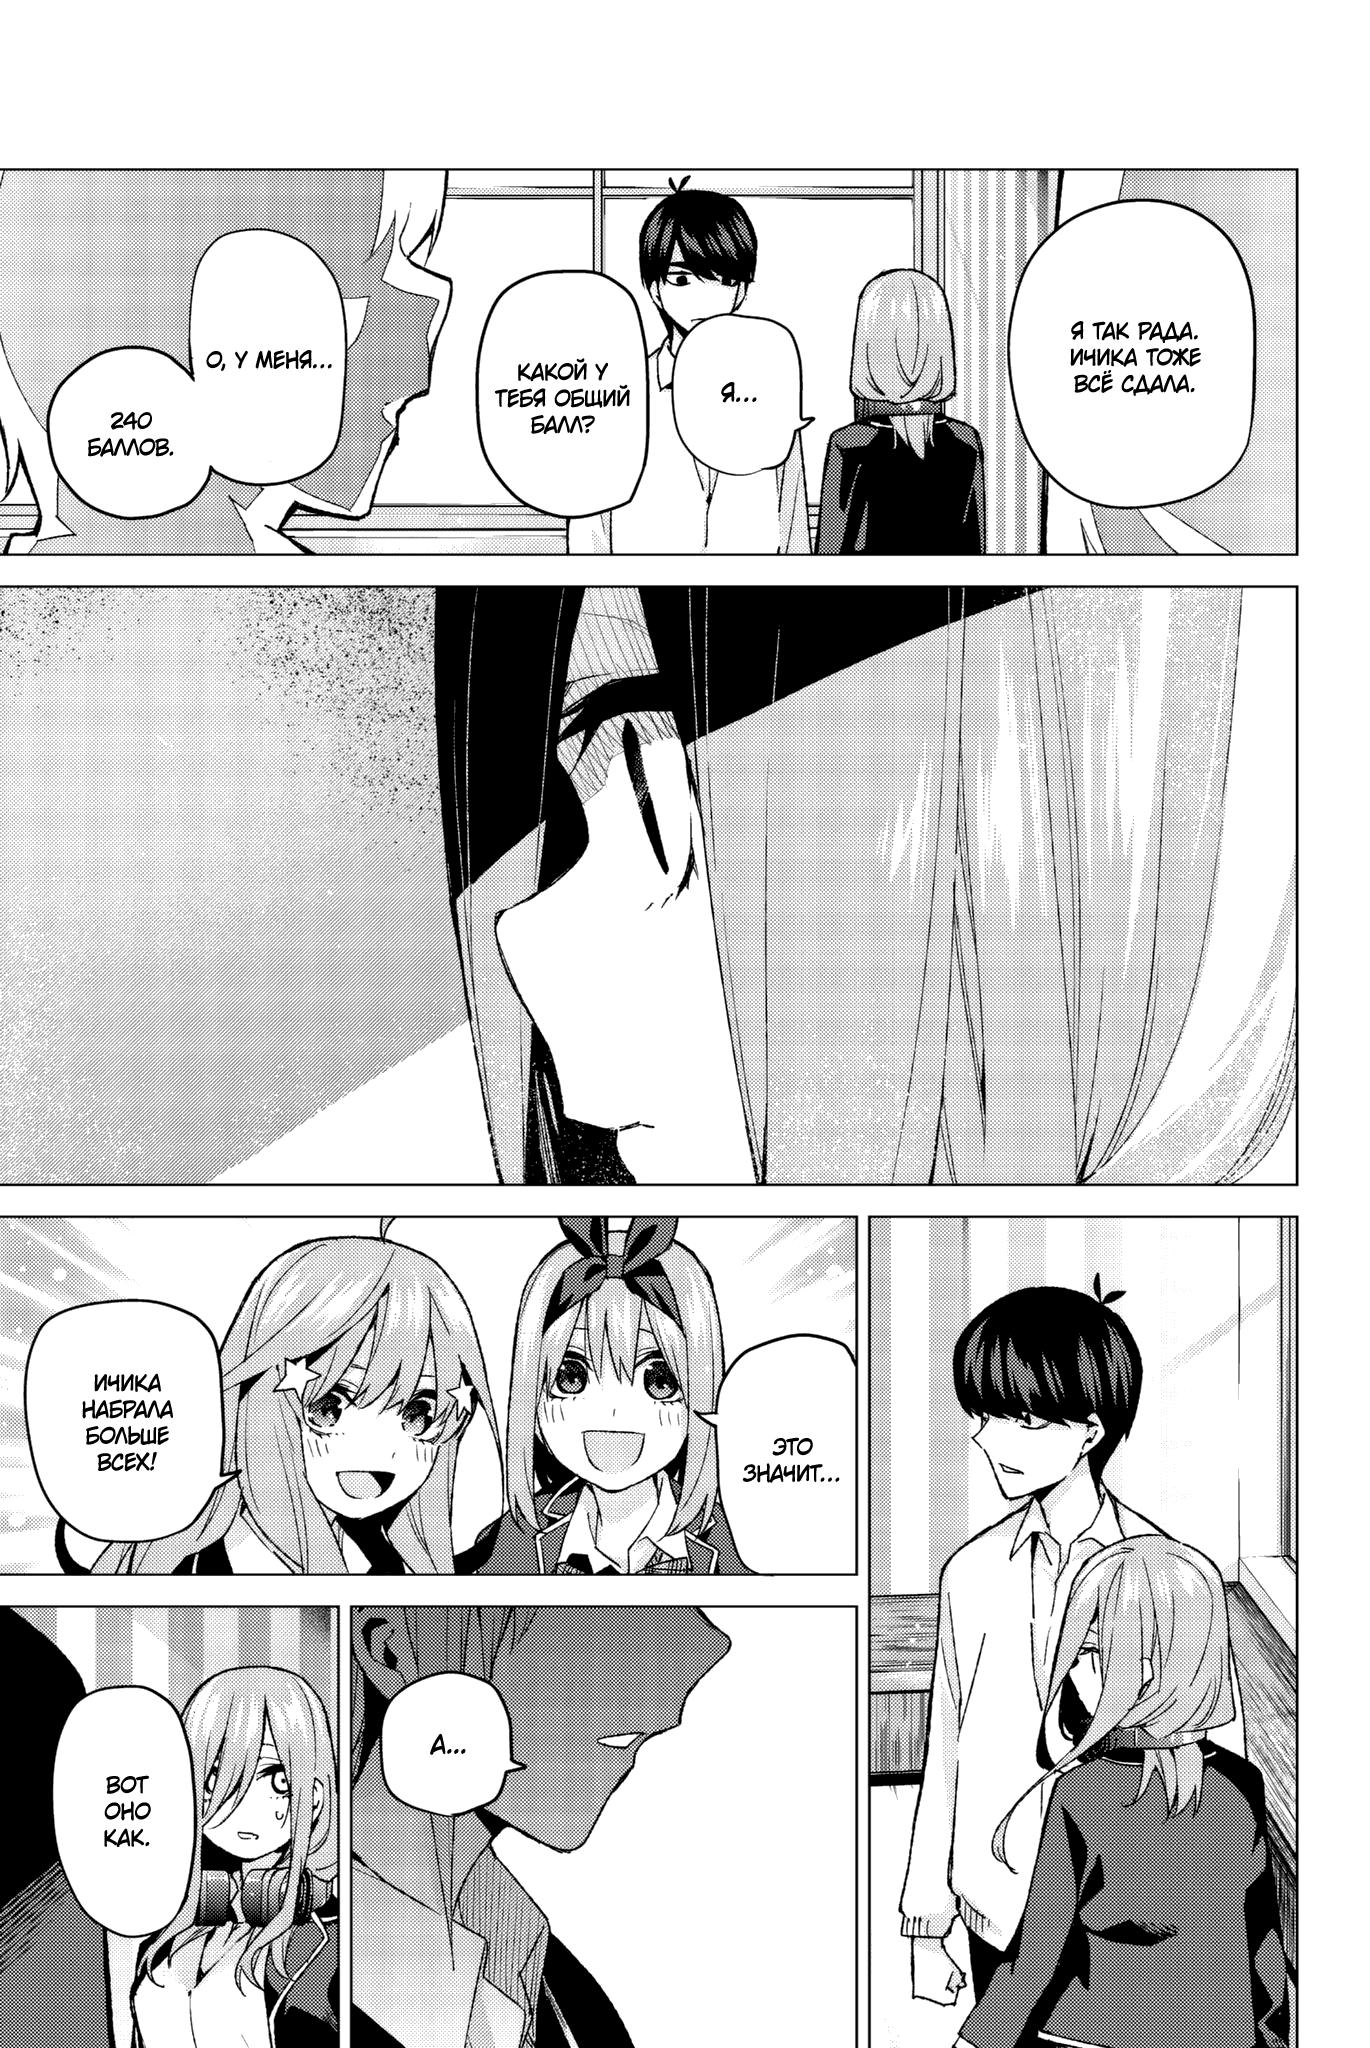 Я ТАК РАДА.
ИЧИКА ТОЖЕ
ВСЁ СДАЛА.
Я...
КАКОЙ У
ТЕБЯ ОБЩИЙ
БАЛЛ?
О, У МЕНЯ...
240
БАЛЛОВ.
ЭТО
ЗНАЧИТ...
ИЧИКА
НАБРАЛА
БОЛЬШЕ
ВСЕХ!
А...
ВОТ
ОНО
КАК.